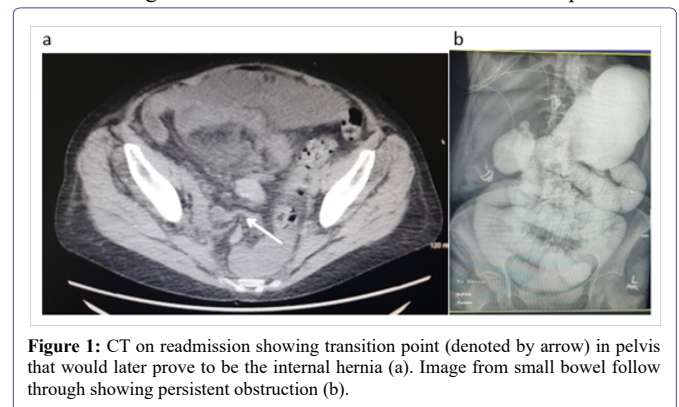 a
b
120 m
L
Figure 1: CT on readmission showing transition point (denoted by arrow) in pelvis
that would later prove to be the internal hernia (a). Image from small bowel follow
through showing persistent obstruction (b).